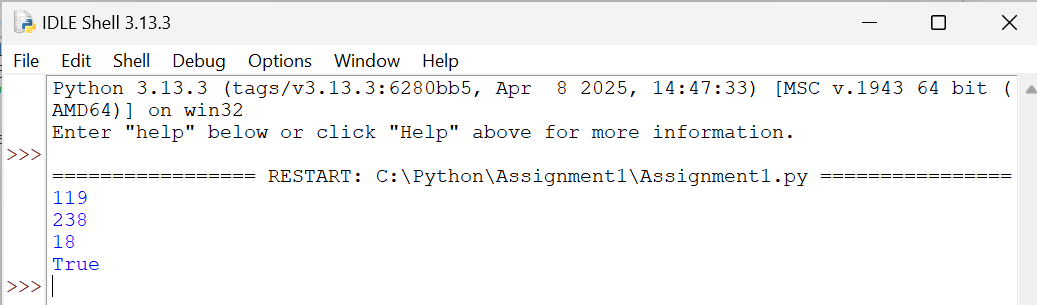 IDLE Shell 3.13.3
File Edit Shell Debug Options Window Help
Python 3.13.3 (tags/v3.13.3:6280bb5, Apr  8 2025, 14:47:33) [MSC v.1943 64 bit (
AMD64)] on win32
Enter "help" below or click "Help" above for more information.
>>>
================= RESTART: C:\Python\Assignment1\Assignment1.py ================
119
238
18
True
>>>